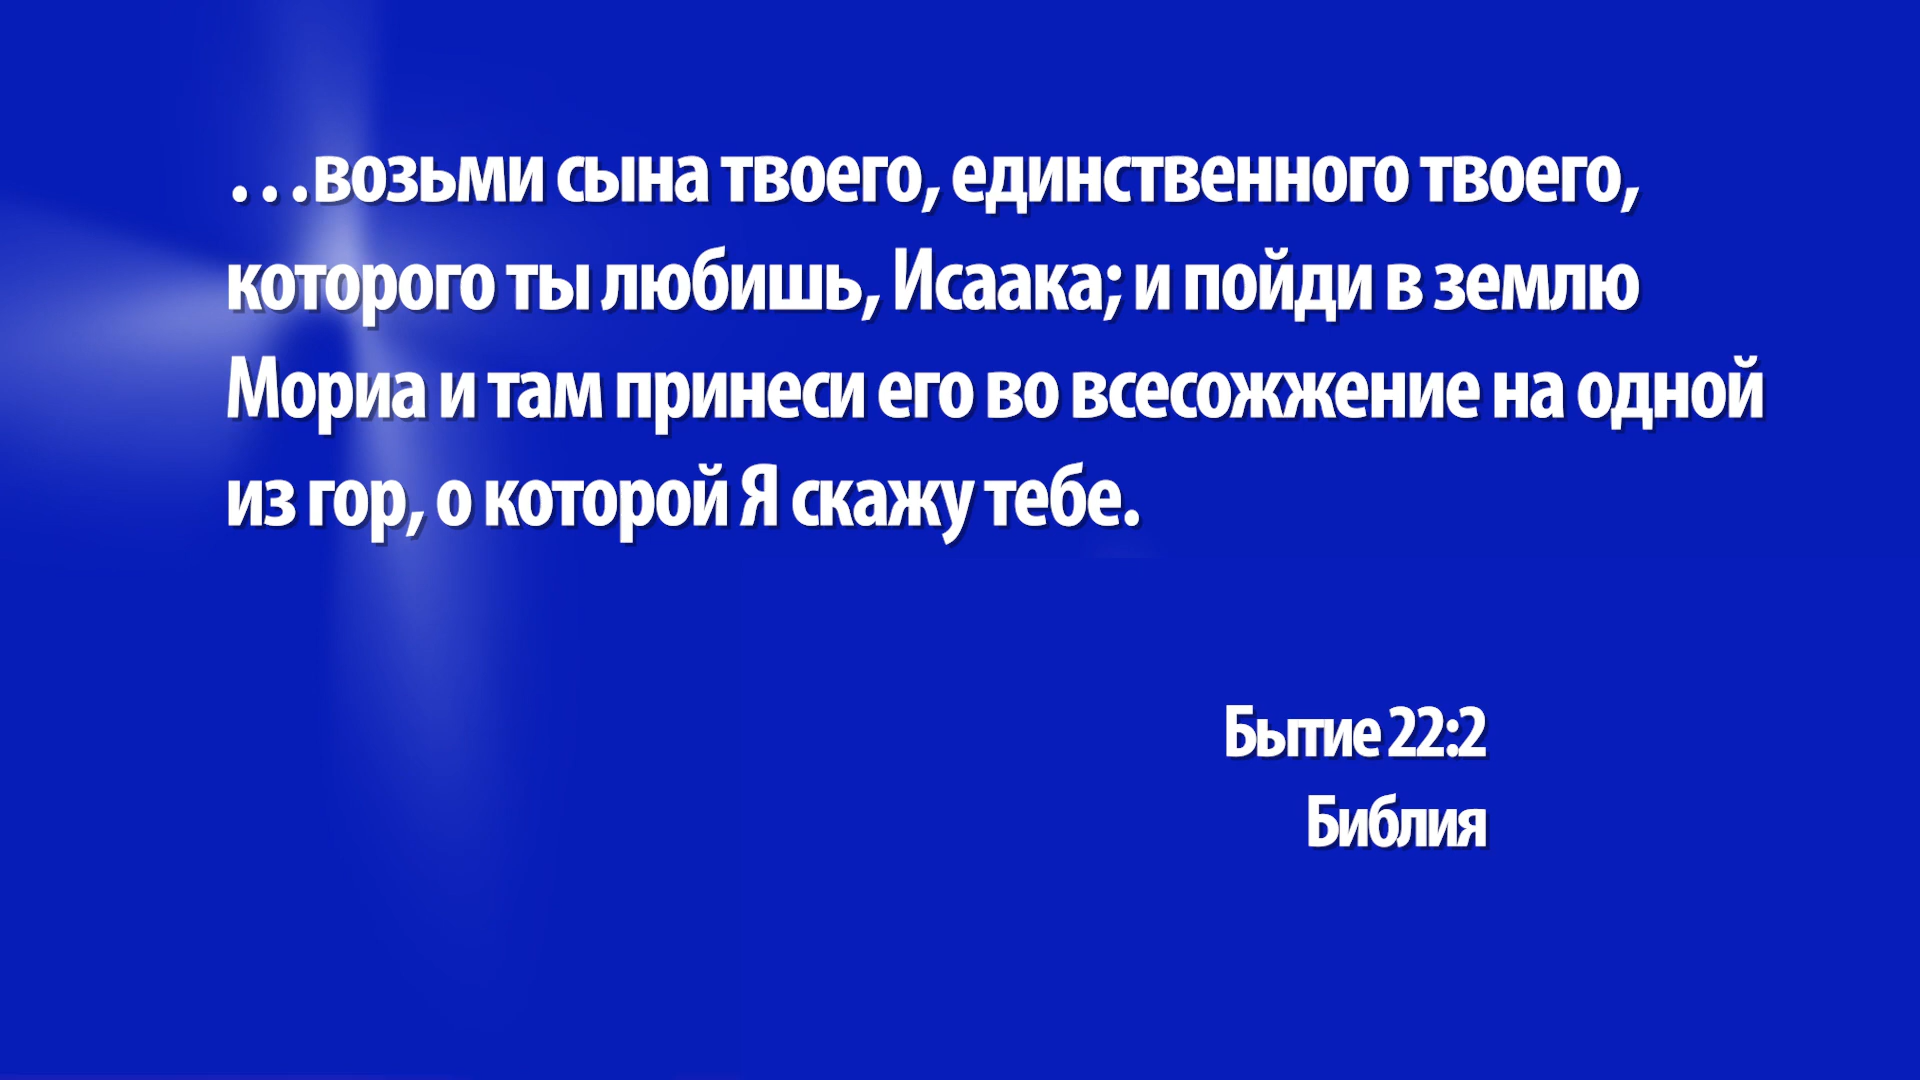 …возьми сына твоего, единственного твоего,
которого ты любишь, Исаака; и пойди в землю
Мориа и там принеси его во всесожжение на одной
из гор, о которой Я скажу тебе.
Бытие 22:2
Библия